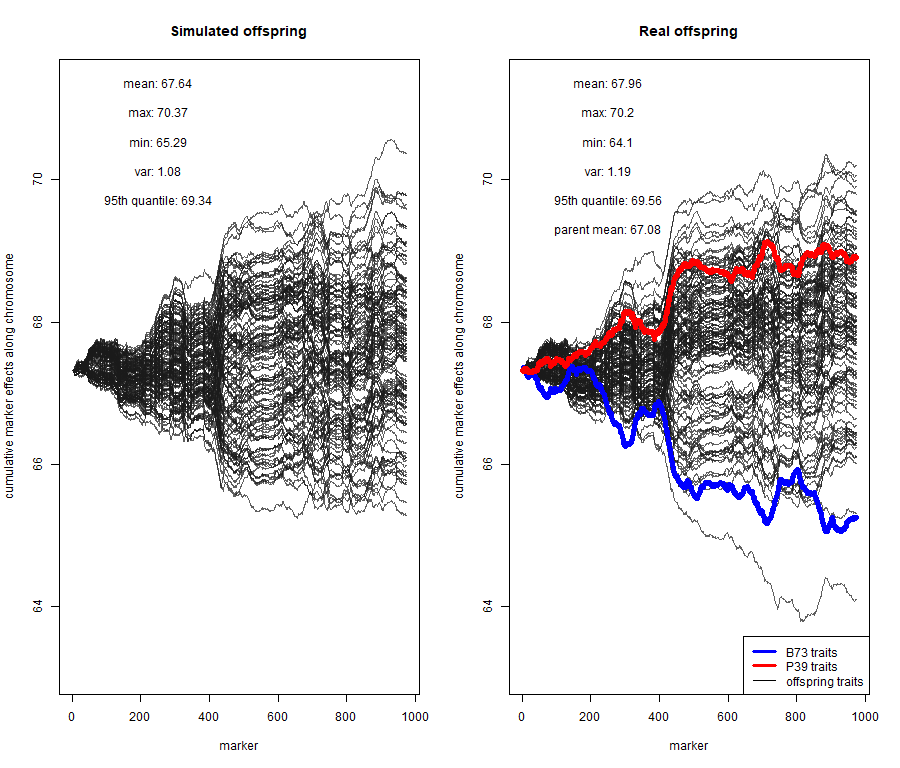 Simulated offspring
mean: 67.64
max: 70.37
min: 65.29
var: 1.08
95th quantile: 69.34
cumulative marker effects along chromosome
70
68
66
64
0 200 400 600 800 1000
marker
Real offspring
mean: 67.96
max: 70.2
min: 64.1
var: 1.19
95th quantile: 69.56
parent mean: 67.08
cumulative marker effects along chromosome
70
68
66
64
B73 traits
P39 traits
offspring traits
0 200 400 600 800 1000
marker